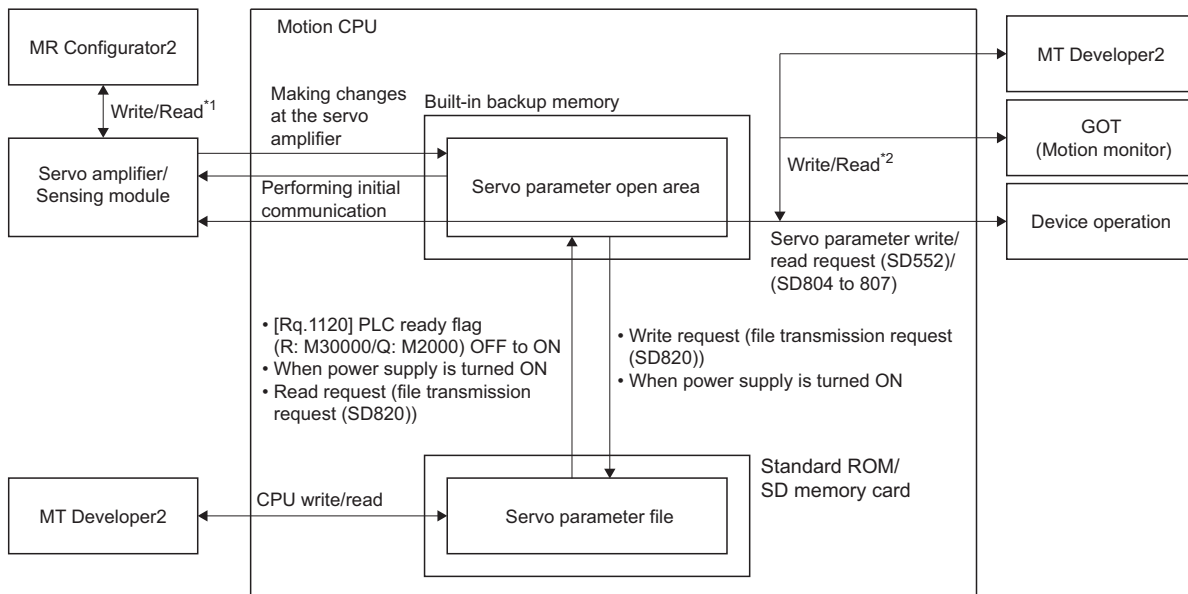 MR Configurator2
Write/Read*1
Servo amplifier/
Sensing module
Motion CPU
Making changes
at the servo
amplifier
Performing initial
communication
Built-in backup memory
Servo parameter open area
MT Developer2
GOT
(Motion monitor)
Write/Read*2
Device operation
Servo parameter write/
read request (SD552)/
(SD804 to 807)
• [Rq.1120] PLC ready flag
(R: M30000/Q: M2000) OFF to ON
• When power supply is turned ON
• Read request (file transmission
request (SD820))
• Write request (file transmission request
(SD820))
• When power supply is turned ON
Standard ROM/
SD memory card
MT Developer2
CPU write/read
Servo parameter file